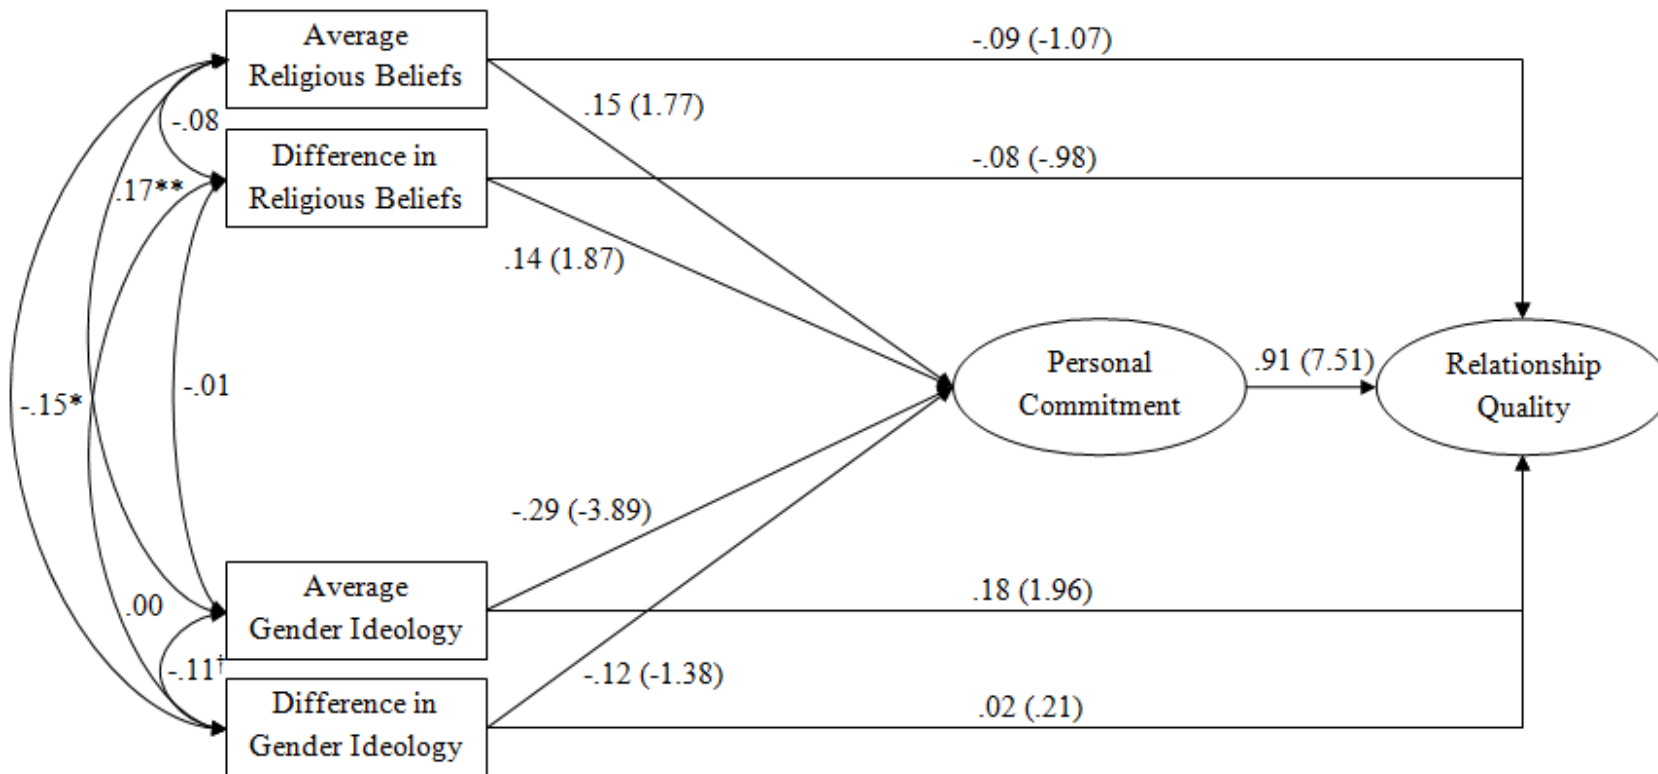 Average
Religious Beliefs
-.09 (-1.07)
.15 (1.77)
-.08
Difference in
Religious Beliefs
-.08 (-.98)
.17**
.14 (1.87)
Personal
Commitment
.91 (7.51)
Relationship
Quality
-.01
-.15*
-.29 (-3.89)
Average
Gender Ideology
.18 (1.96)
.00
-.11†
-.12 (-1.38)
Difference in
Gender Ideology
.02 (.21)